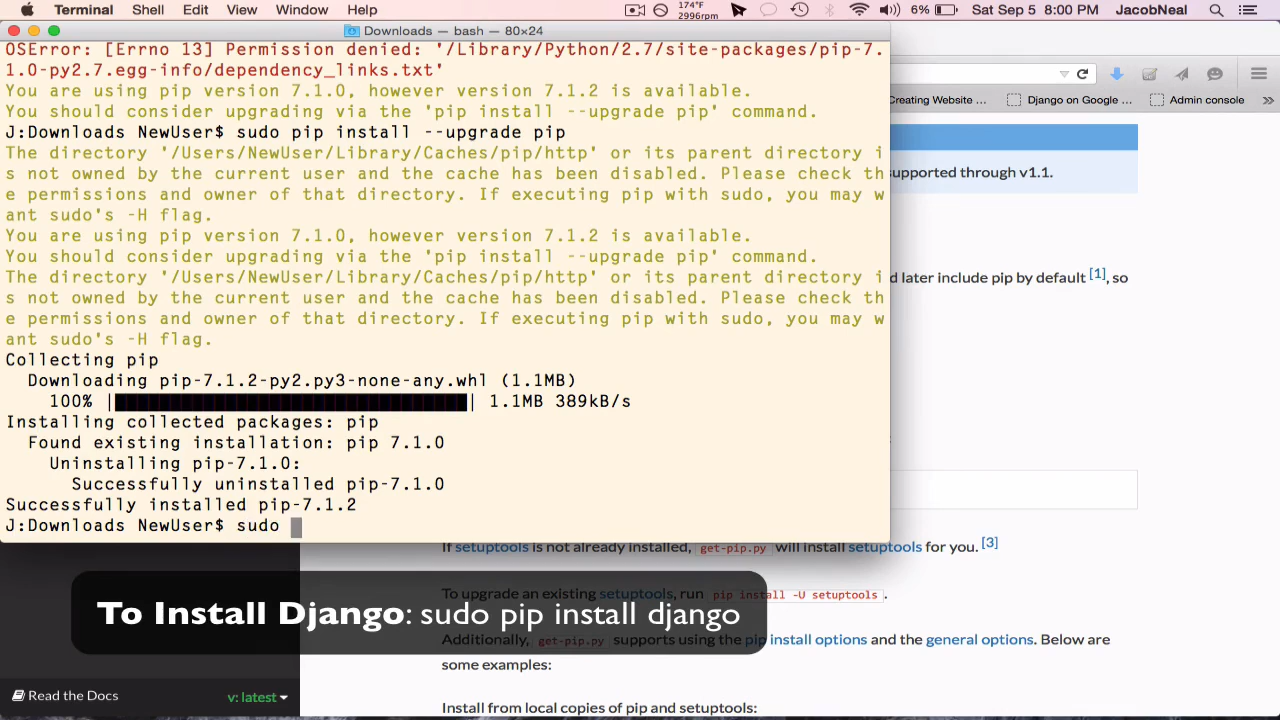 Terminal Shell Edit View Window Help 174°F 2996rpm 6% Sat Sep 5 8:00 PM JacobNeal
Downloads — bash — 80×24
OSError: [Errno 13] Permission denied: '/Library/Python/2.7/site-packages/pip-7.
1.0-py2.7.egg-info/dependency_links.txt'
You are using pip version 7.1.0, however version 7.1.2 is available.
You should consider upgrading via the 'pip install --upgrade pip' command.
J:Downloads NewUser$ sudo pip install --upgrade pip
The directory '/Users/NewUser/Library/Caches/pip/http' or its parent directory i
s not owned by the current user and the cache has been disabled. Please check th
e permissions and owner of that directory. If executing pip with sudo, you may w
ant sudo's -H flag.
You are using pip version 7.1.0, however version 7.1.2 is available.
You should consider upgrading via the 'pip install --upgrade pip' command.
The directory '/Users/NewUser/Library/Caches/pip/http' or its parent directory i
s not owned by the current user and the cache has been disabled. Please check th
e permissions and owner of that directory. If executing pip with sudo, you may w
ant sudo's -H flag.
Collecting pip
Downloading pip-7.1.2-py2.py3-none-any.whl (1.1MB)
100% | | 1.1MB 389kB/s
Installing collected packages: pip
Found existing installation: pip 7.1.0
Uninstalling pip-7.1.0:
Successfully uninstalled pip-7.1.0
Successfully installed pip-7.1.2
J:Downloads NewUser$ sudo
Creating Website ... Django on Google ... Admin console »
supported through v1.1.
d later include pip by default [1], so
If setuptools is not already installed, get-pip.py will install setuptools for you. [3]
To upgrade an existing setuptools, run pip install -U setuptools .
Additionally, get-pip.py supports using the pip install options and the general options. Below are
some examples:
Install from local copies of pip and setuptools:
To Install Django: sudo pip install django
Read the Docs v: latest